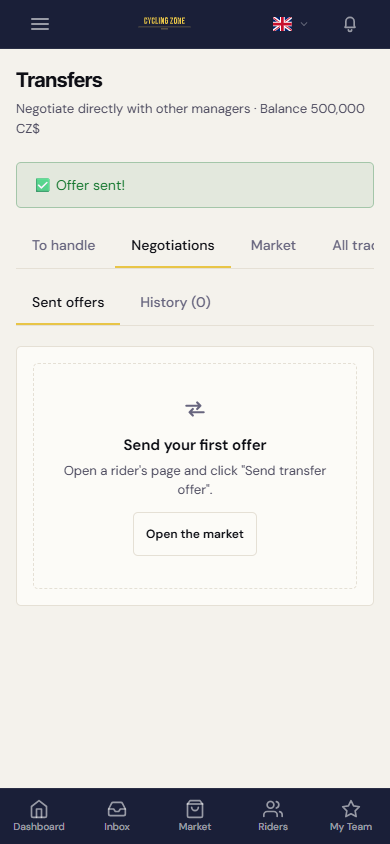 CYCLING ZONE
Transfers
Negotiate directly with other managers · Balance 500,000
CZ$
✅ Offer sent!
To handle
Negotiations
Market
All trad
Sent offers
History (0)
Send your first offer
Open a rider's page and click "Send transfer
offer".
Open the market
Dashboard
Inbox
Market
Riders
My Team